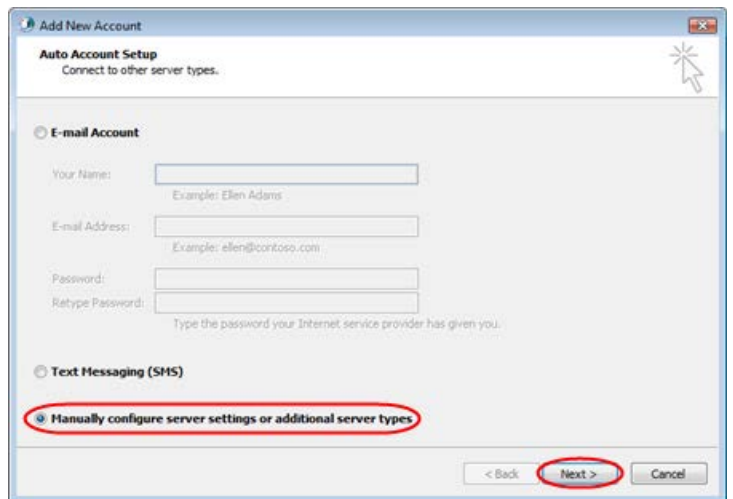 Add New Account
Auto Account Setup
Connect to other server types.
E-mail Account
Your Name:
Example: Ellen Adams
E-mail Address:
Example: ellen@contoso.com
Password:
Retype Password:
Type the password your Internet service provider has given you.
Text Messaging (SMS)
Manually configure server settings or additional server types
< Back Next > Cancel